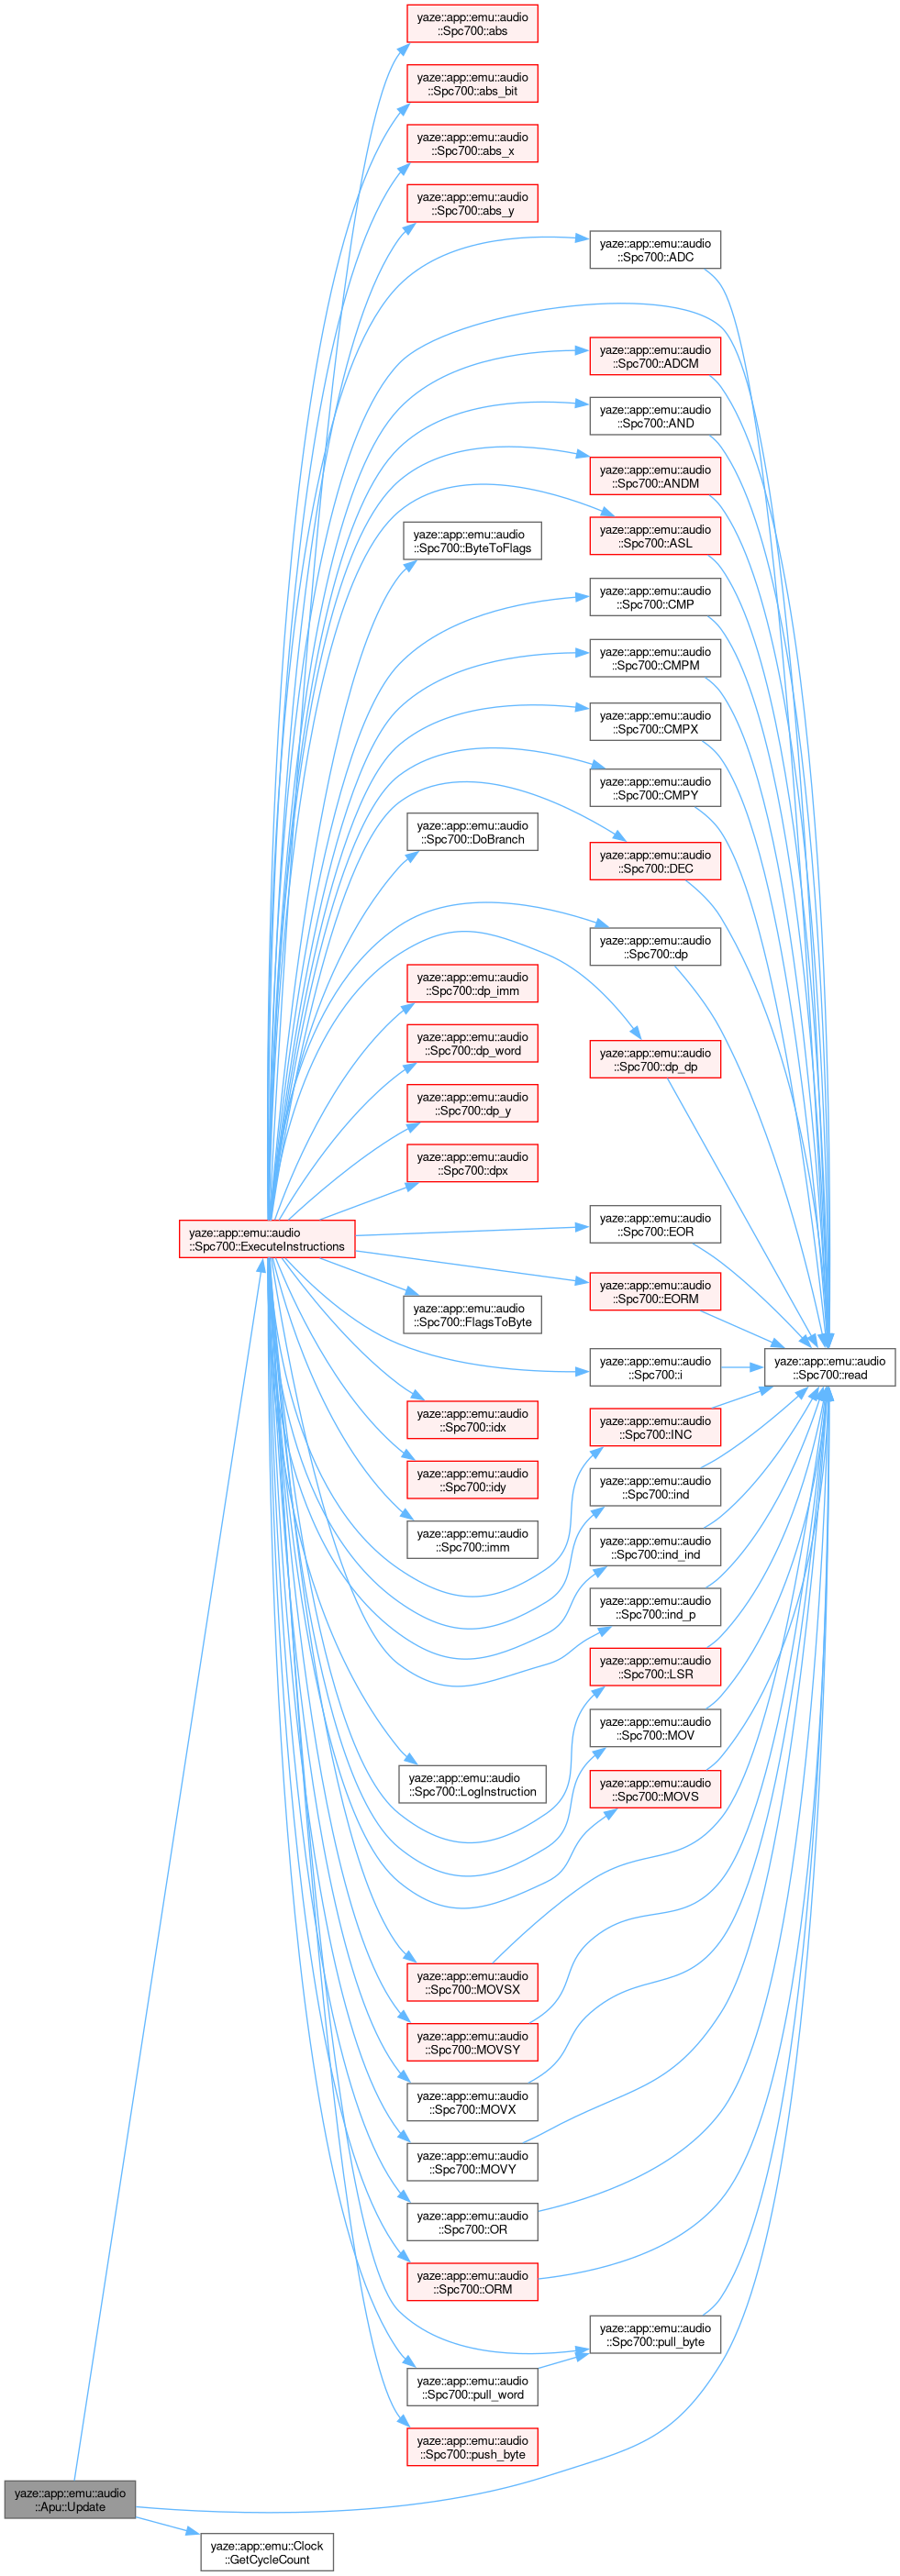 yaze::app::emu::audio
::Spc700::abs
yaze::app::emu::audio
::Spc700::abs_bit
yaze::app::emu::audio
::Spc700::abs_x
yaze::app::emu::audio
::Spc700::abs_y
yaze::app::emu::audio
::Spc700::ADC
yaze::app::emu::audio
::Spc700::ADCM
yaze::app::emu::audio
::Spc700::AND
yaze::app::emu::audio
::Spc700::ANDM
yaze::app::emu::audio
::Spc700::ASL
yaze::app::emu::audio
::Spc700::ByteToFlags
yaze::app::emu::audio
::Spc700::CMP
yaze::app::emu::audio
::Spc700::CMPM
yaze::app::emu::audio
::Spc700::CMPX
yaze::app::emu::audio
::Spc700::CMPY
yaze::app::emu::audio
::Spc700::DoBranch
yaze::app::emu::audio
::Spc700::DEC
yaze::app::emu::audio
::Spc700::dp
yaze::app::emu::audio
::Spc700::dp_imm
yaze::app::emu::audio
::Spc700::dp_word
yaze::app::emu::audio
::Spc700::dp_dp
yaze::app::emu::audio
::Spc700::dp_y
yaze::app::emu::audio
::Spc700::dpx
yaze::app::emu::audio
::Spc700::ExecuteInstructions
yaze::app::emu::audio
::Spc700::EOR
yaze::app::emu::audio
::Spc700::EORM
yaze::app::emu::audio
::Spc700::FlagsToByte
yaze::app::emu::audio
::Spc700::i
yaze::app::emu::audio
::Spc700::read
yaze::app::emu::audio
::Spc700::idx
yaze::app::emu::audio
::Spc700::INC
yaze::app::emu::audio
::Spc700::idy
yaze::app::emu::audio
::Spc700::ind
yaze::app::emu::audio
::Spc700::imm
yaze::app::emu::audio
::Spc700::ind_ind
yaze::app::emu::audio
::Spc700::ind_p
yaze::app::emu::audio
::Spc700::LSR
yaze::app::emu::audio
::Spc700::MOV
yaze::app::emu::audio
::Spc700::LogInstruction
yaze::app::emu::audio
::Spc700::MOVS
yaze::app::emu::audio
::Spc700::MOVSX
yaze::app::emu::audio
::Spc700::MOVSY
yaze::app::emu::audio
::Spc700::MOVX
yaze::app::emu::audio
::Spc700::MOVY
yaze::app::emu::audio
::Spc700::OR
yaze::app::emu::audio
::Spc700::ORM
yaze::app::emu::audio
::Spc700::pull_byte
yaze::app::emu::audio
::Spc700::pull_word
yaze::app::emu::audio
::Spc700::push_byte
yaze::app::emu::audio
::Apu::Update
yaze::app::emu::Clock
::GetCycleCount